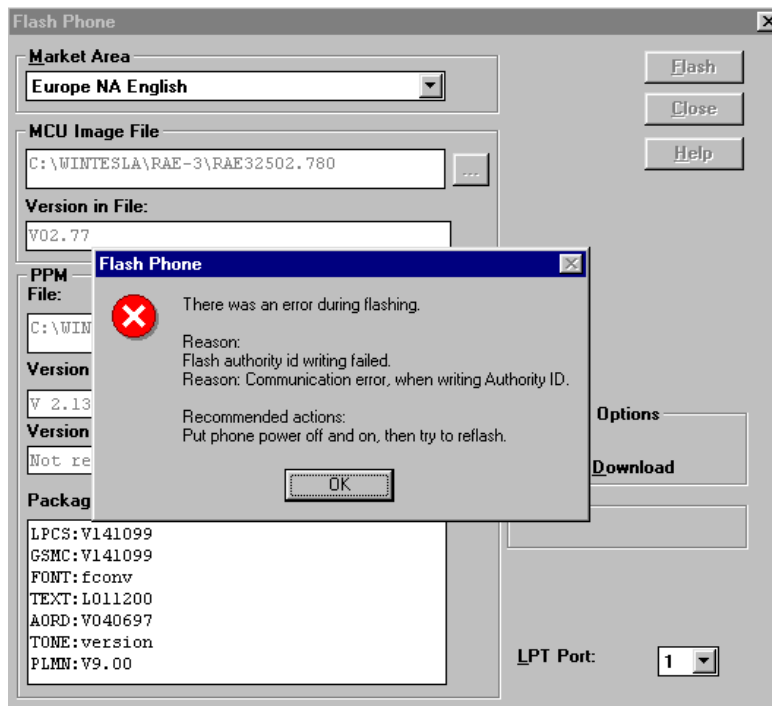 Flash Phone
Market Area
Europe NA English
Flash
Close
Help
MCU Image File
C:\WINTESLA\RAE-3\RAE32502.780
...
Version in File:
V02.77
PPM
File:
C:\WIN
Version
V 2.13
Version
Not re
Packag
LPCS:V141099
GSMC:V141099
FONT:fconv
TEXT:L011200
AORD:V040697
TONE:version
PLMN:V9.00
Flash Phone
There was an error during flashing.
Reason:
Flash authority id writing failed.
Reason: Communication error, when writing Authority ID.
Recommended actions:
Put phone power off and on, then try to reflash.
OK
Options
Download
LPT Port:
1